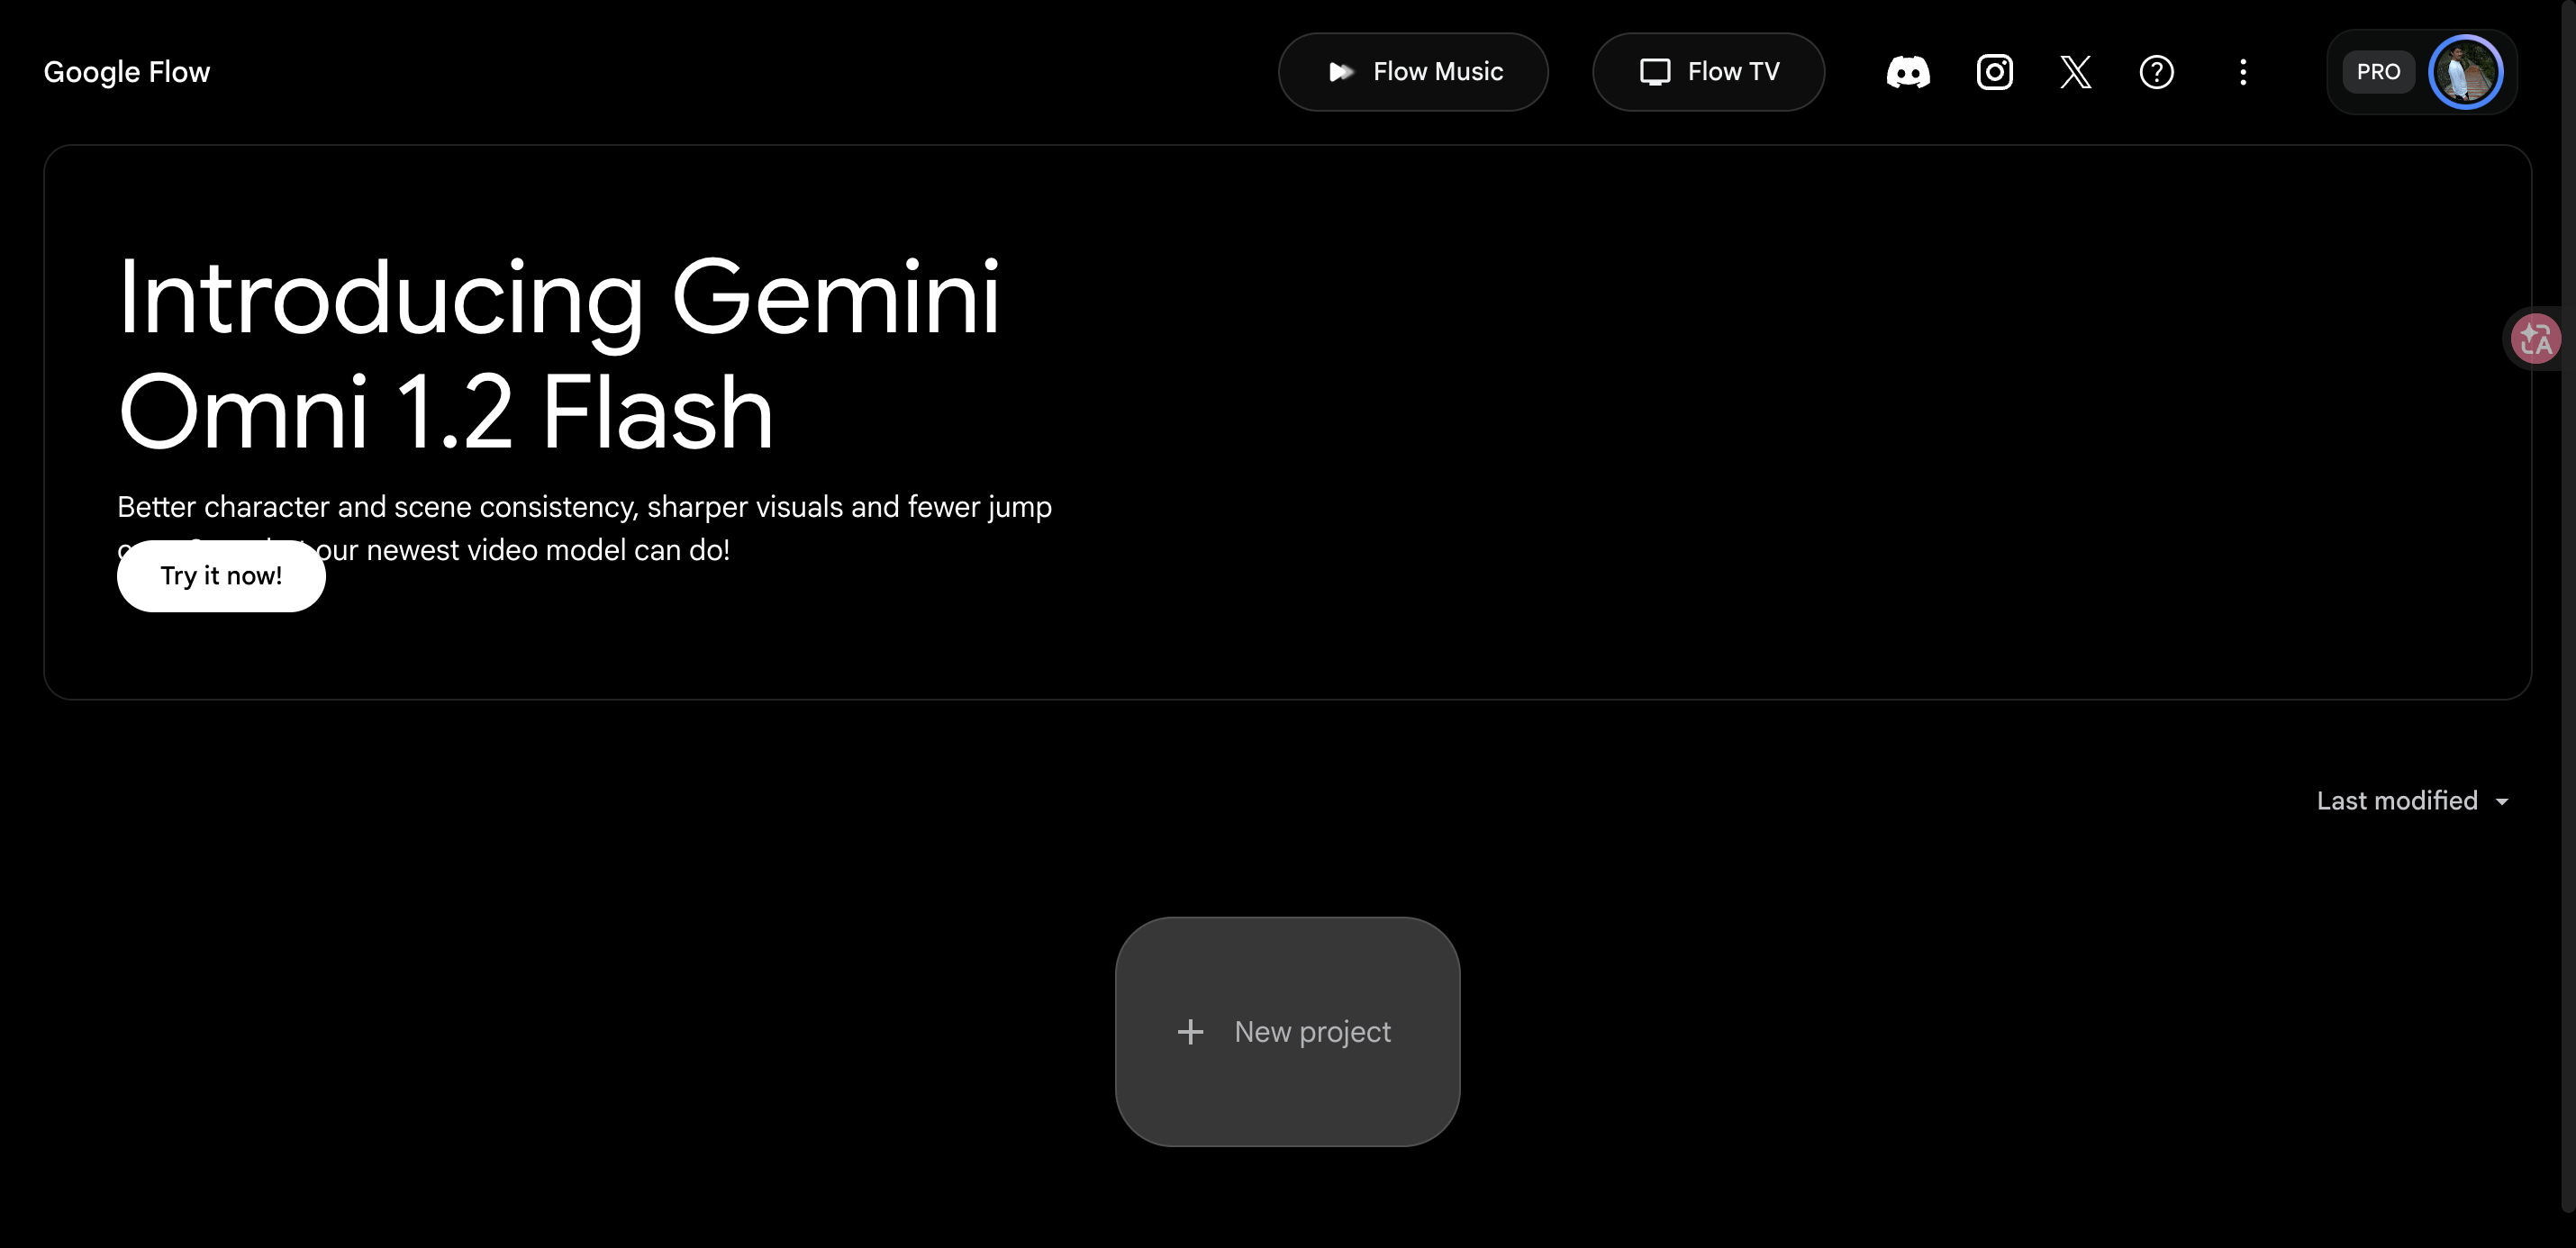 Google Flow
Flow Music
Flow TV
PRO
Introducing Gemini
Omni 1.2 Flash
Better character and scene consistency, sharper visuals and fewer jump
our newest video model can do!
Try it now!
Last modified
New project